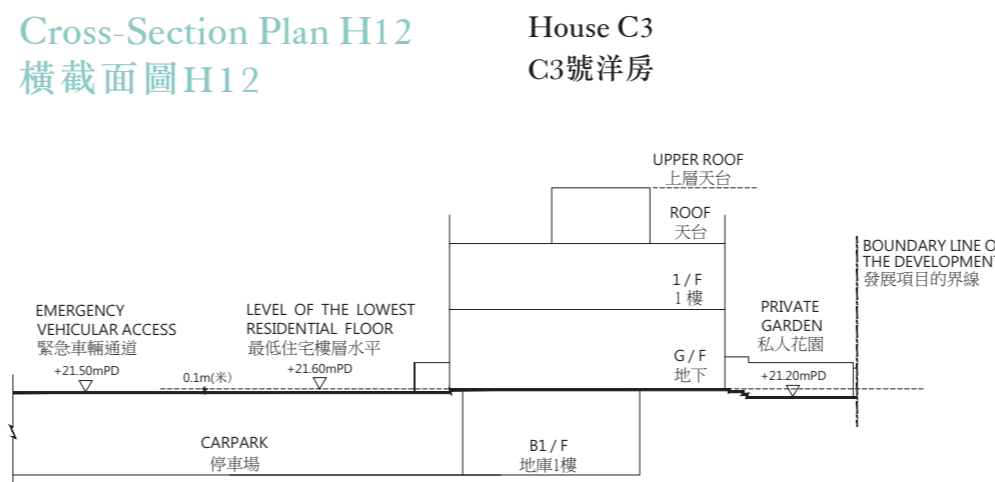 Cross-Section Plan H12
橫截面圖H12
House C3
C3號洋房
UPPER ROOF
上層天台
ROOF
天台
BOUNDARY LINE O
THE DEVELOPMENT
發展項目的界線
1/F
1樓
EMERGENCY
VEHICULAR ACCESS
緊急車輛通道
+21.50mPD
0.1m(米)
LEVEL OF THE LOWEST
RESIDENTIAL FLOOR
最低住宅樓層水平
+21.60mPD
PRIVATE
GARDEN
私人花園
+21.20mPD
G/F
地下
CARPARK
停車場
B1/F
地庫1樓